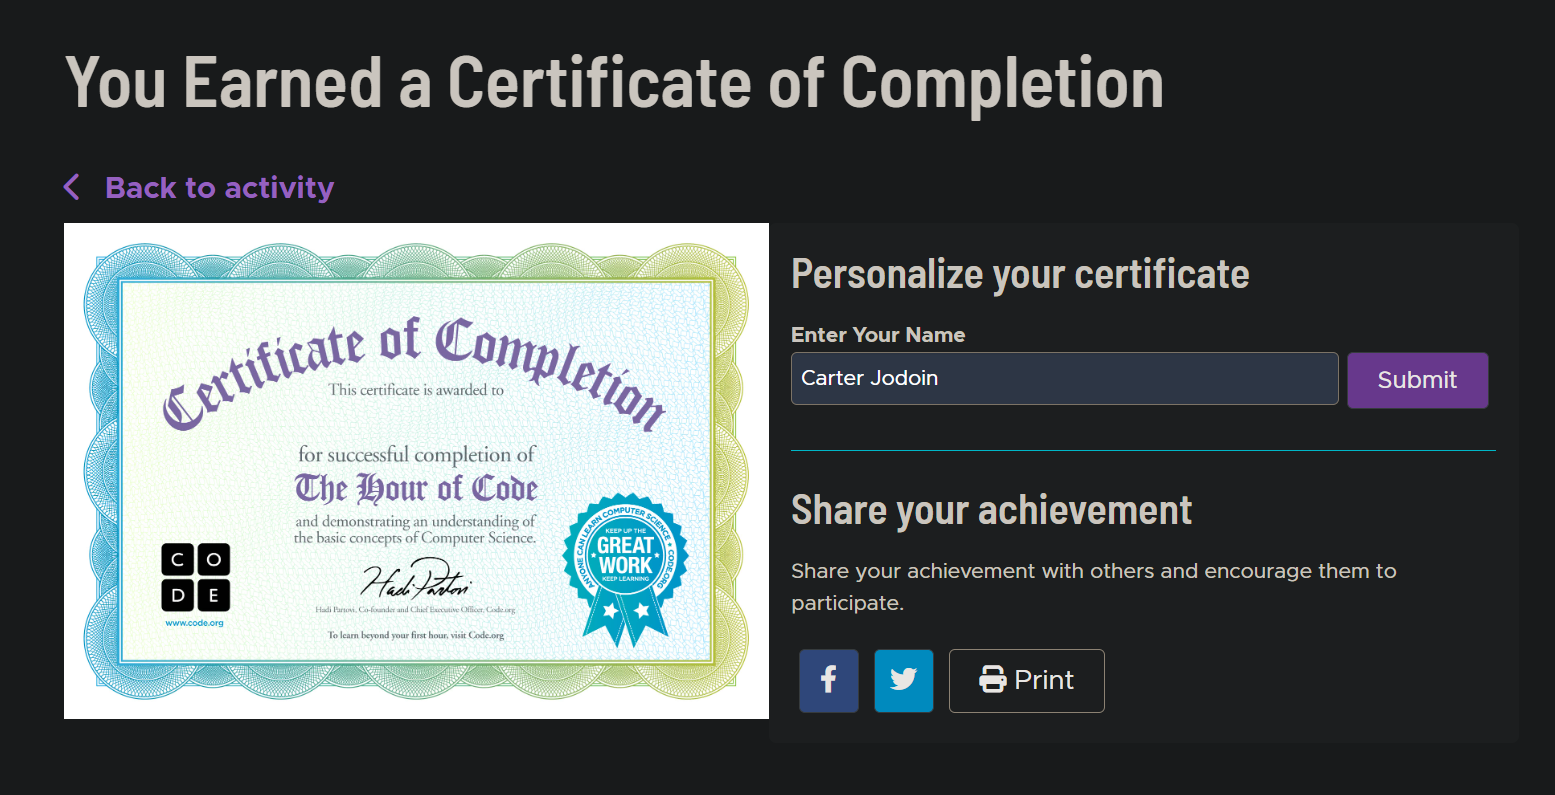 You Earned a Certificate of Completion
Back to activity
Certificate of Completion
This certificate is awarded to
for successful completion of
The Hour of Code
and demonstrating an understanding of
the basic concepts of Computer Science.
Hadi Partovi
Hadi Partovi, Co-founder and Chief Executive Officer, Code.org
To learn beyond your first hour, visit Code.org
C O
D E
www.code.org
ANYONE CAN LEARN COMPUTER SCIENCE ★ CODE.ORG
KEEP UP THE
GREAT
WORK
KEEP LEARNING
Personalize your certificate
Enter Your Name
Carter Jodoin
Submit
Share your achievement
Share your achievement with others and encourage them to
participate.
Print